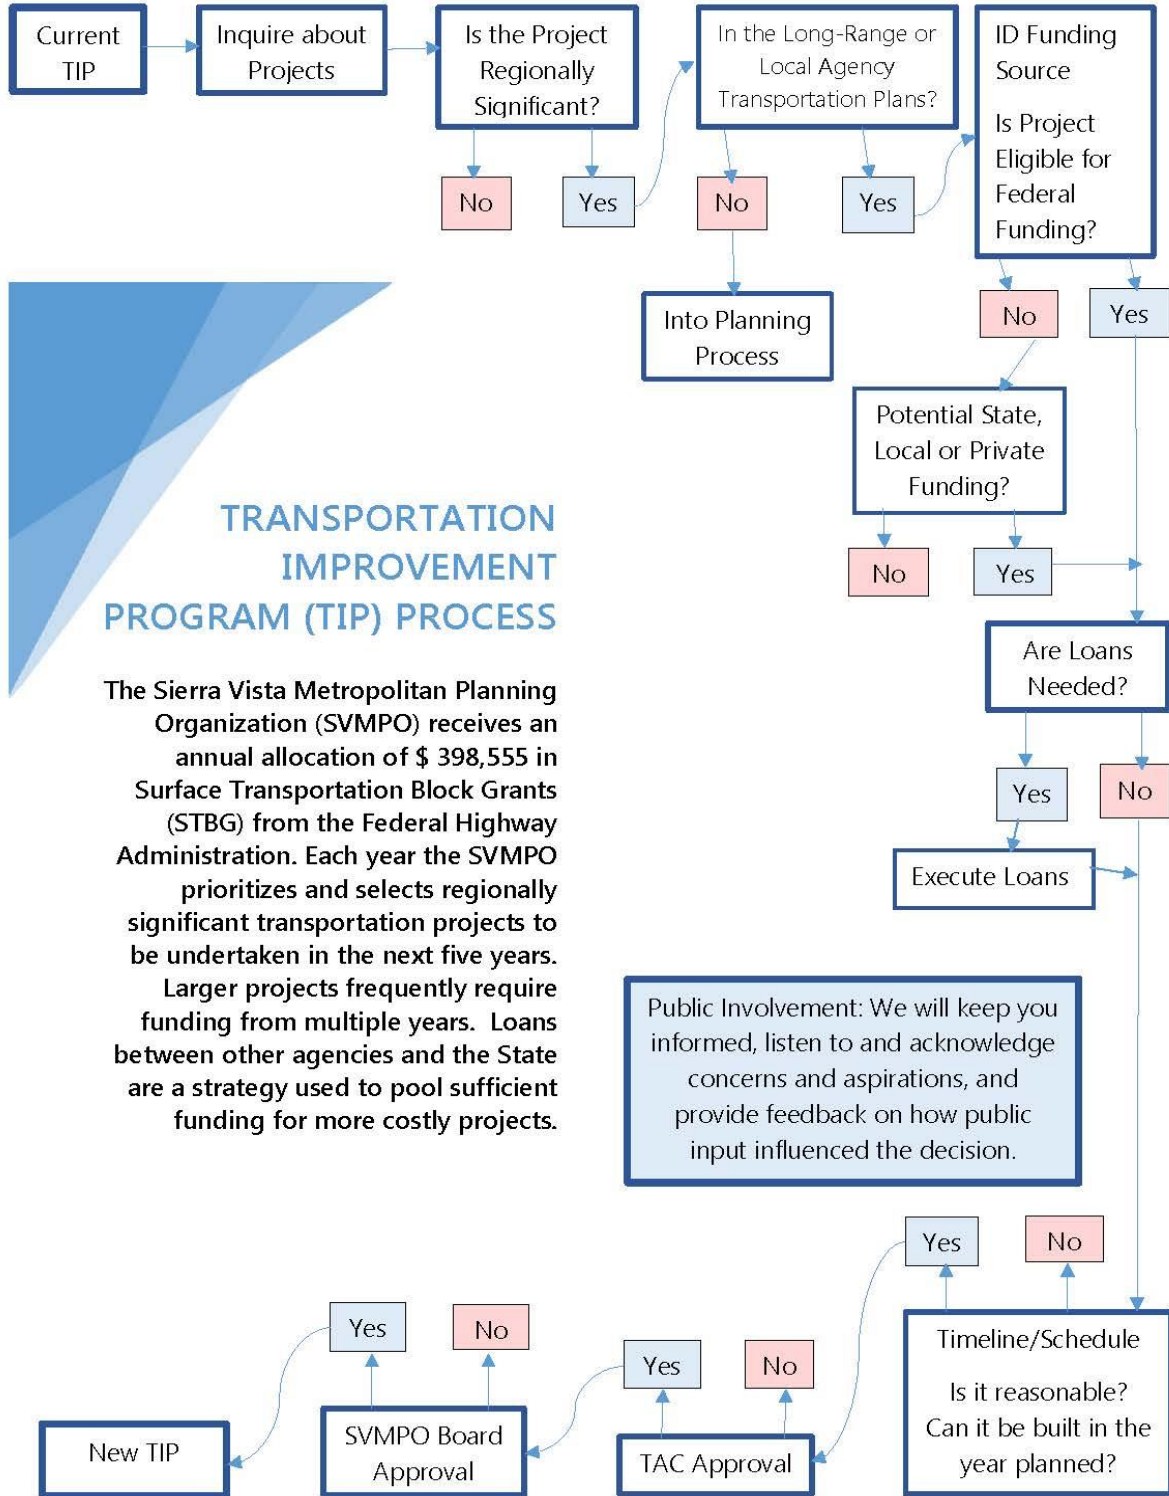 Current
TIP
Inquire about
Projects
Is the Project
Regionally
Significant?
No
Yes
In the Long-Range or
Local Agency
Transportation Plans?
No
Yes
Into Planning
Process
ID Funding
Source
Is Project
Eligible for
Federal
Funding?
No
Yes
Potential State,
Local or Private
Funding?
No
Yes
Are Loans
Needed?
Yes
No
Execute Loans
TRANSPORTATION
IMPROVEMENT
PROGRAM (TIP) PROCESS
The Sierra Vista Metropolitan Planning
Organization (SVMPO) receives an
annual allocation of $ 398,555 in
Surface Transportation Block Grants
(STBG) from the Federal Highway
Administration. Each year the SVMPO
prioritizes and selects regionally
significant transportation projects to
be undertaken in the next five years.
Larger projects frequently require
funding from multiple years. Loans
between other agencies and the State
are a strategy used to pool sufficient
funding for more costly projects.
Public Involvement: We will keep you
informed, listen to and acknowledge
concerns and aspirations, and
provide feedback on how public
input influenced the decision.
Yes
No
Timeline/Schedule
Is it reasonable?
Can it be built in the
year planned?
Yes
No
TAC Approval
Yes
No
SVMPO Board
Approval
New TIP